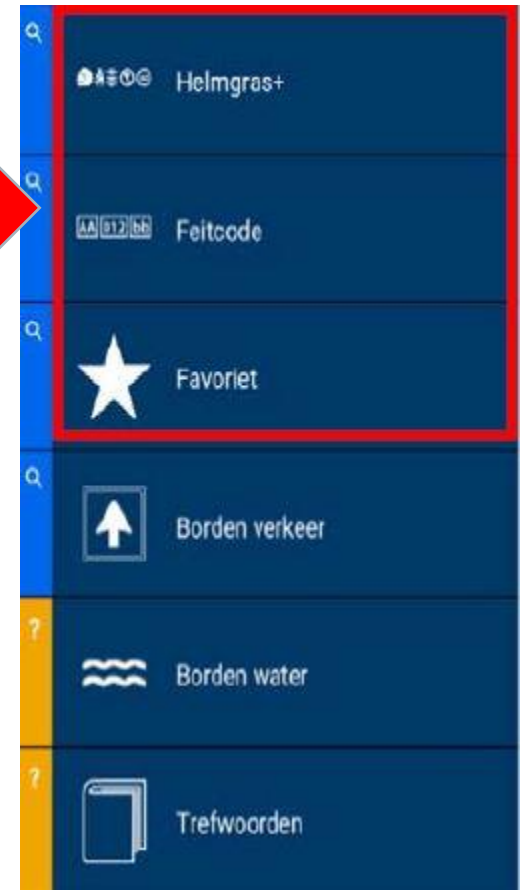 Helmgras+
AA 012 bb Feitcode
Favoriet
Borden verkeer
? Borden water
? Trefwoorden